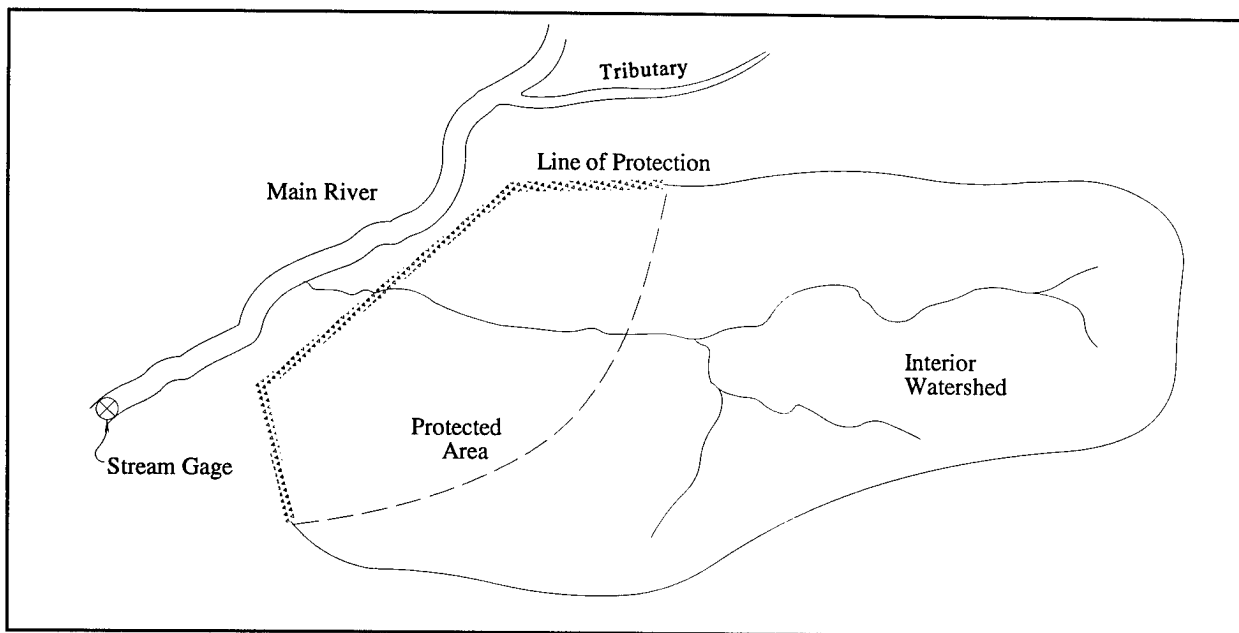 Tributary
Line of Protection
Main River
Interior
Watershed
Protected
Area
Stream Gage